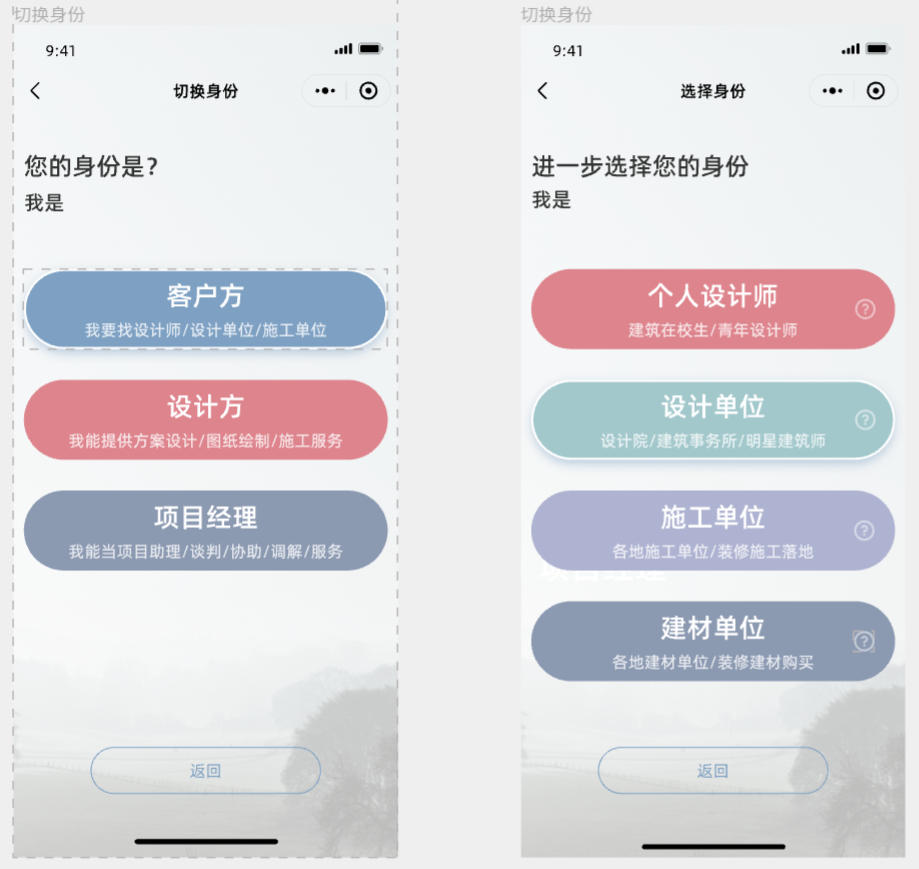 切换身份
9:41
切换身份
您的身份是？
我是
客户方
我要找设计师/设计单位/施工单位
设计方
我能提供方案设计/图纸绘制/施工服务
项目经理
我能当项目助理/谈判/协助/调解/服务
返回
切换身份
9:41
选择身份
进一步选择您的身份
我是
个人设计师
建筑在校生/青年设计师
?
设计单位
设计院/建筑事务所/明星建筑师
?
施工单位
各地施工单位/装修施工落地
?
项目经理
建材单位
各地建材单位/装修建材购买
?
返回